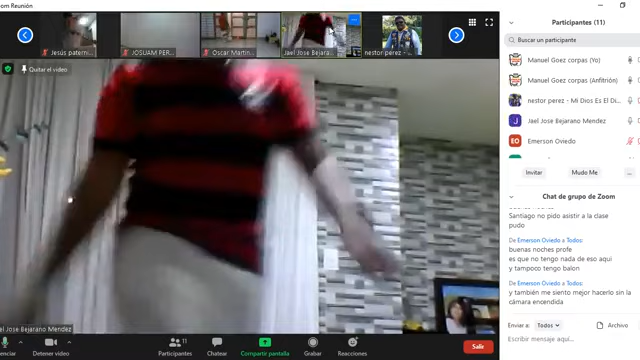 om Reunión
Participantes (11)
Buscar un participante
Jesús paterni...
JOSUAM PER...
Oscar Martin...
Jael Jose Bejara...
nestor perez -...
Quitar el video
Manuel Goez corpas (Yo)
Manuel Goez corpas (Anfitrión)
nestor perez - Mi Dios Es El Di...
J
Jael Jose Bejarano Mendez
EO
Emerson Oviedo
Invitar
Mudo Me
...
Chat de grupo de Zoom
Santiago no pido asistir a la clase
pudo
De Emerson Oviedo a Todos:
buenas noches profe
es que no tengo nada de eso aqui
y tampoco tengo balon
De Emerson Oviedo a Todos:
y también me siento mejor hacerlo sin la
cámara encendida
el Jose Bejarano Mendez
Enviar a:
Todos
Archivo
Escribir mensaje aquí...
enciar
Detener video
11
Participantes
Chatear
Compartir pantalla
Grabar
Reacciones
Salir